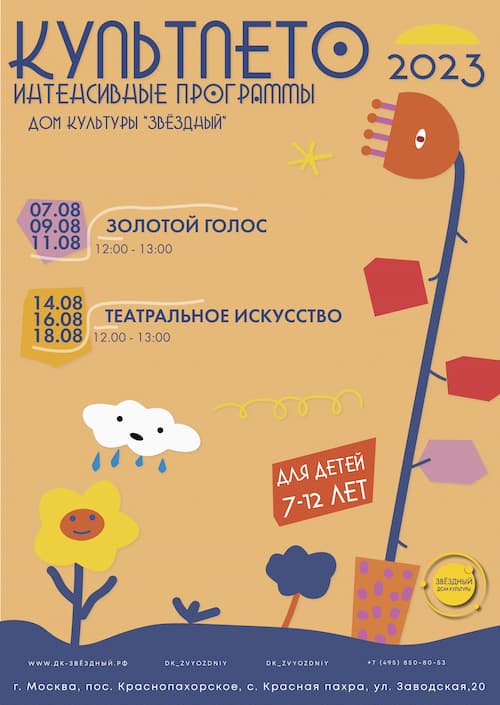 КУЛЬТЛЕТО
2023
ИНТЕНСИВНЫЕ ПРОГРАММЫ
ДОМ КУЛЬТУРЫ "ЗВЁЗДНЫЙ"
07.08
09.08
11.08
ЗОЛОТОЙ ГОЛОС
12:00 - 13:00
14.08
16.08
18.08
ТЕАТРАЛЬНОЕ ИСКУССТВО
12:00 - 13:00
ДЛЯ ДЕТЕЙ
7-12 ЛЕТ
ЗВЁЗДНЫЙ
ДОМ КУЛЬТУРЫ
WWW.ДК-ЗВЁЗДНЫЙ.РФ DK_ZVYOZDNIY DK_ZVYOZDNIY +7 (495) 850-80-53
г. Москва, пос. Краснопахорское, с. Красная пахра, ул. Заводская,20